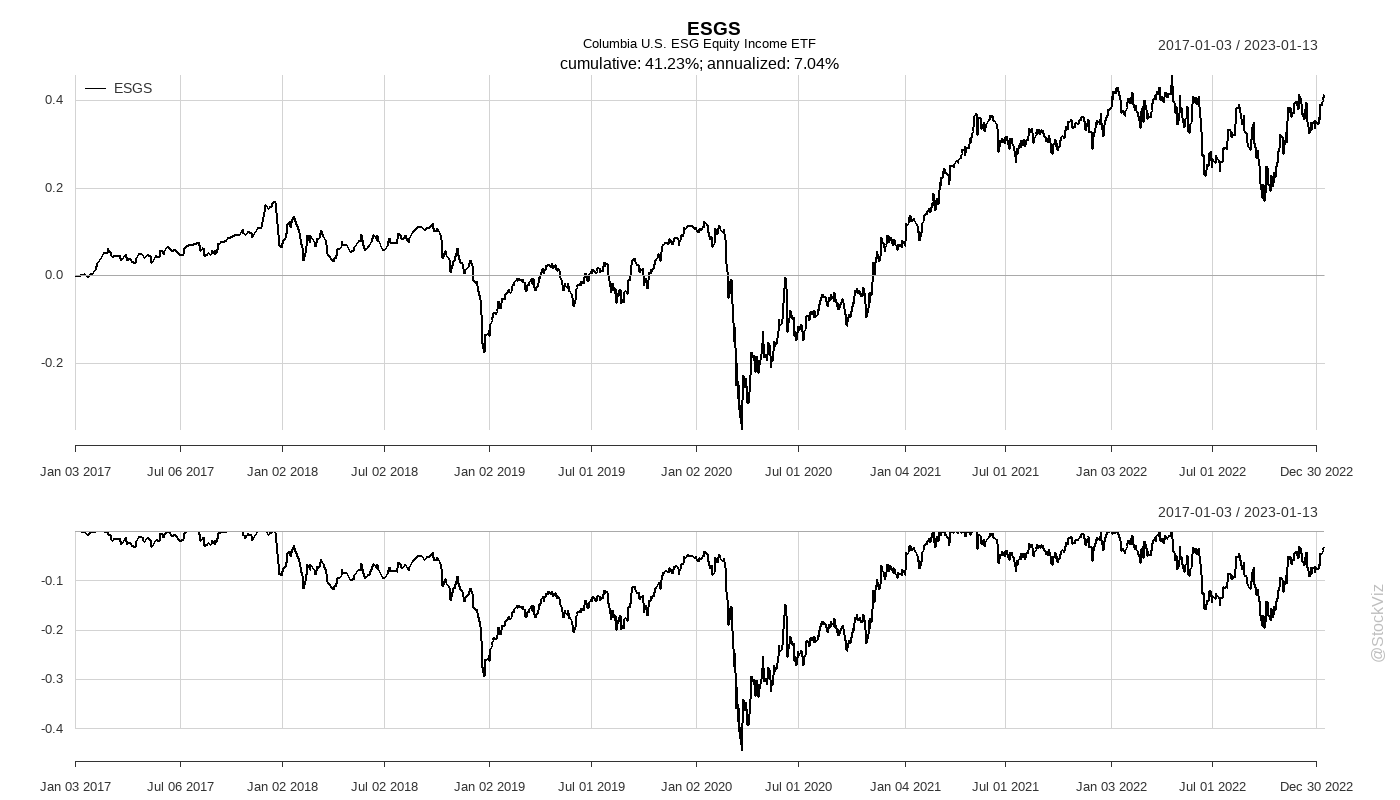 ESGS
Columbia U.S. ESG Equity Income ETF
cumulative: 41.23%; annualized: 7.04%
2017-01-03 / 2023-01-13
ESGS
0.4
0.2
0.0
-0.2
Jan 03 2017 Jul 06 2017 Jan 02 2018 Jul 02 2018 Jan 02 2019 Jul 01 2019 Jan 02 2020 Jul 01 2020 Jan 04 2021 Jul 01 2021 Jan 03 2022 Jul 01 2022 Dec 30 2022
2017-01-03 / 2023-01-13
-0.1
-0.2
-0.3
-0.4
Jan 03 2017 Jul 06 2017 Jan 02 2018 Jul 02 2018 Jan 02 2019 Jul 01 2019 Jan 02 2020 Jul 01 2020 Jan 04 2021 Jul 01 2021 Jan 03 2022 Jul 01 2022 Dec 30 2022
@StockViz